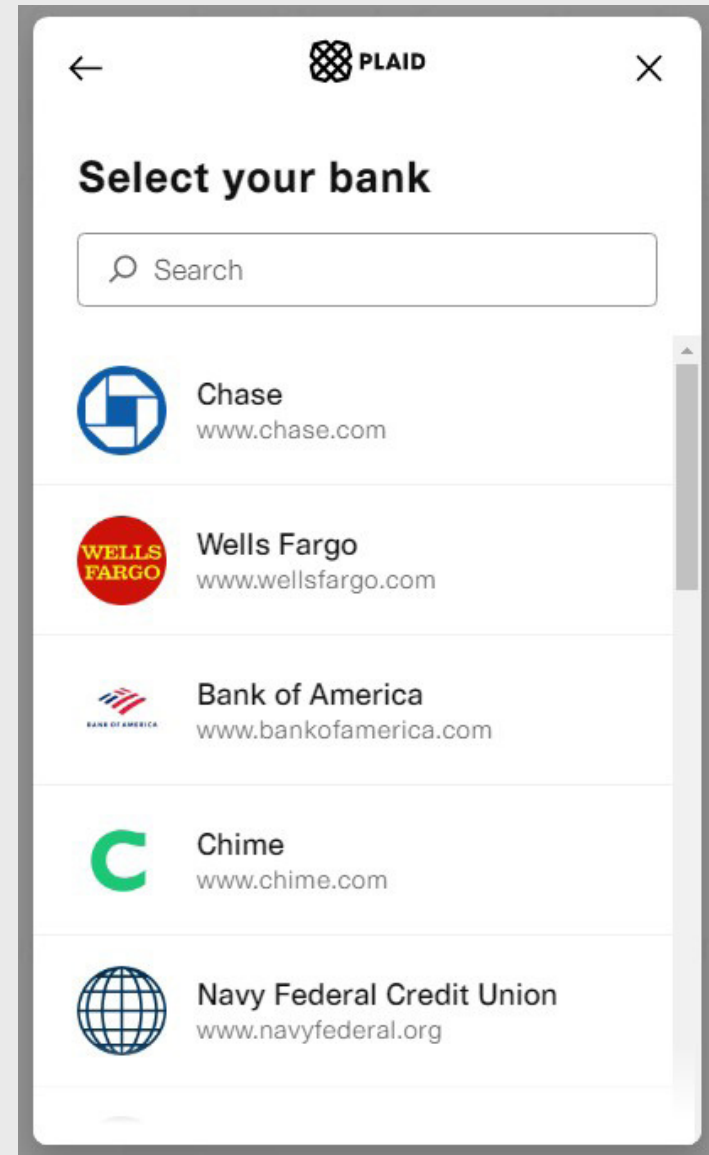 PLAID
Select your bank
Search
Chase
www.chase.com
WELLS
FARGO
Wells Fargo
www.wellsfargo.com
BANK OF AMERICA
Bank of America
www.bankofamerica.com
Chime
www.chime.com
Navy Federal Credit Union
www.navyfederal.org